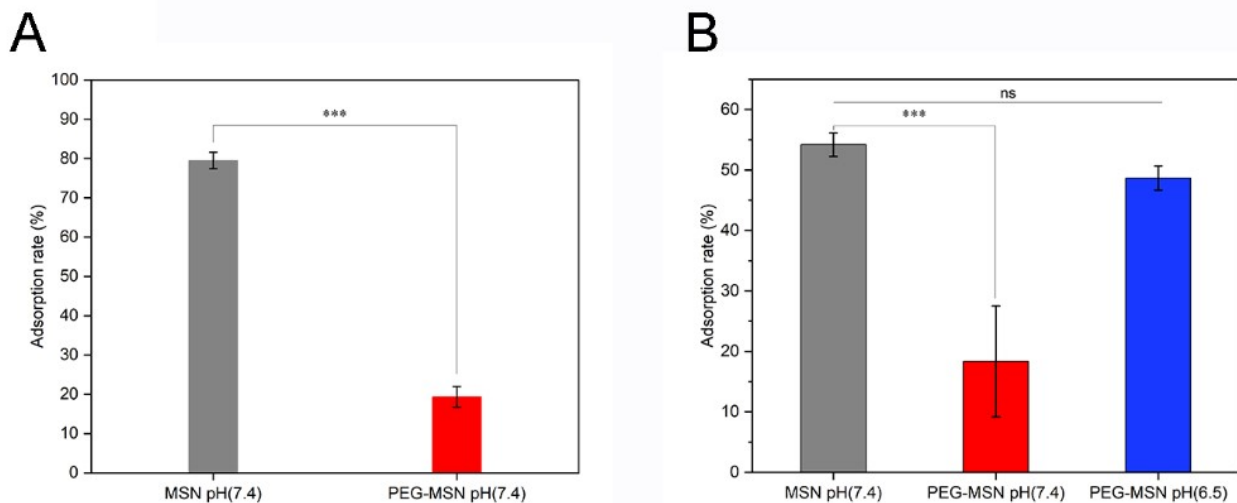 A
Adsorption rate (%)
100
90
80
70
60
50
40
30
20
10
0
***
MSN pH(7.4)
PEG-MSN pH(7.4)
B
Adsorption rate (%)
60
50
40
30
20
10
0
ns
***
MSN pH(7.4)
PEG-MSN pH(7.4)
PEG-MSN pH(6.5)